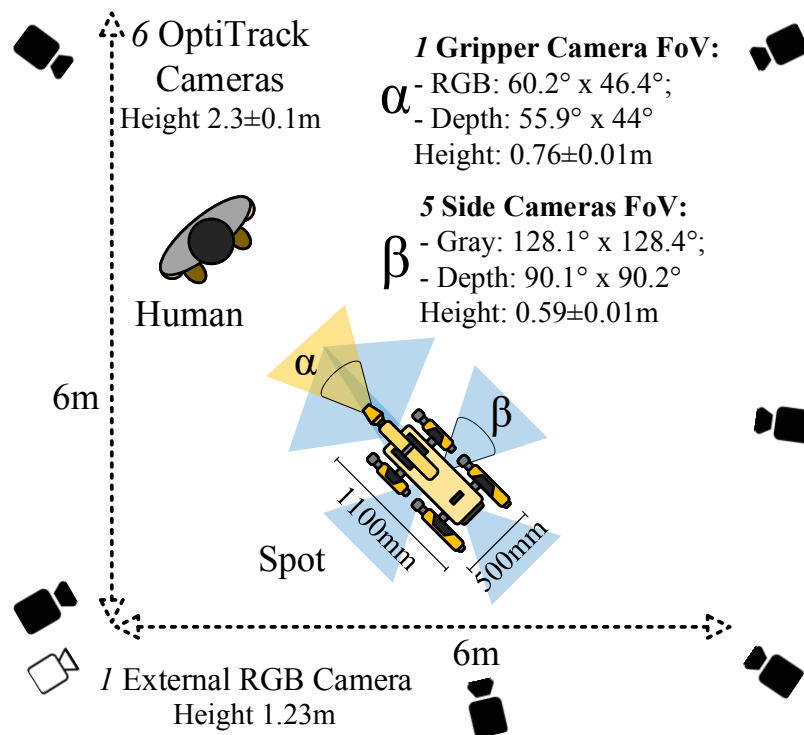 6 OptiTrack
Cameras
Height 2.3±0.1m
1 Gripper Camera FoV:
α
- RGB: 60.2° x 46.4°;
- Depth: 55.9° x 44°
Height: 0.76±0.01m
5 Side Cameras FoV:
β
- Gray: 128.1° x 128.4°;
- Depth: 90.1° x 90.2°
Height: 0.59±0.01m
Human
α
β
6m
1100mm
500mm
Spot
6m
1 External RGB Camera
Height 1.23m